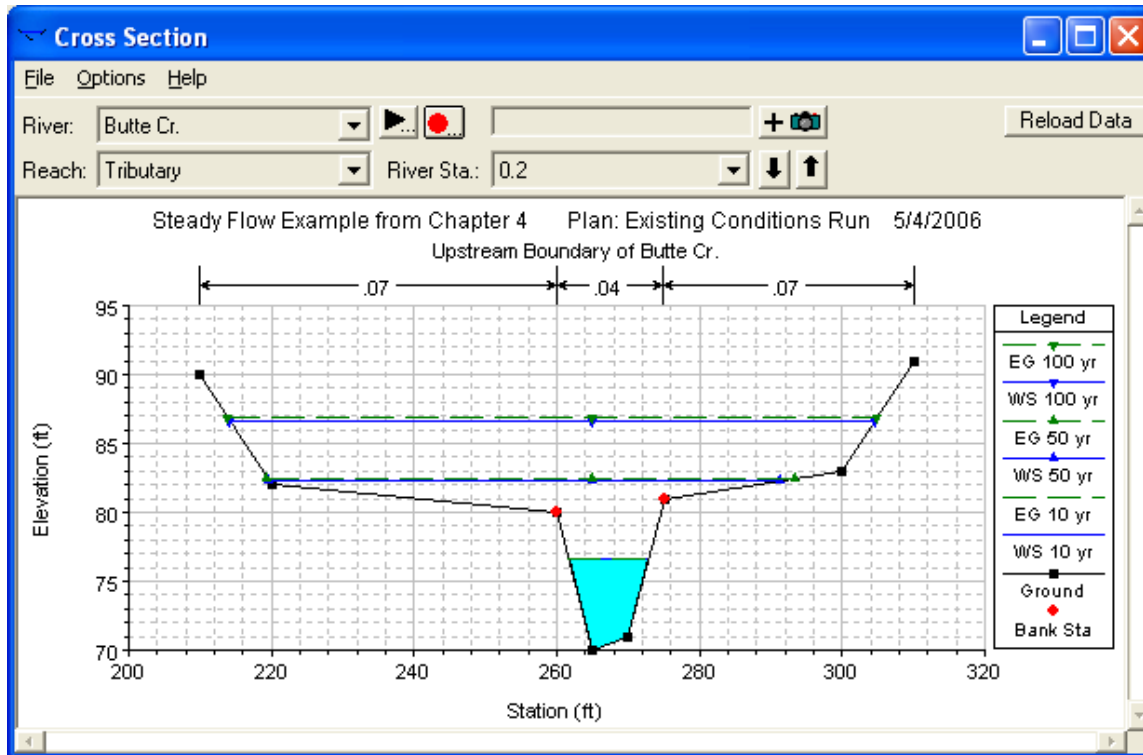 Cross Section
File Options Help
River: Butte Cr. Reload Data
Reach: Tributary River Sta.: 0.2
Steady Flow Example from Chapter 4 Plan: Existing Conditions Run 5/4/2006
Upstream Boundary of Butte Cr.
.07 .04 .07
95
90
85
80
75
70
Elevation (ft)
200 220 240 260 280 300 320
Station (ft)
Legend
EG 100 yr
WS 100 yr
EG 50 yr
WS 50 yr
EG 10 yr
WS 10 yr
Ground
Bank Sta